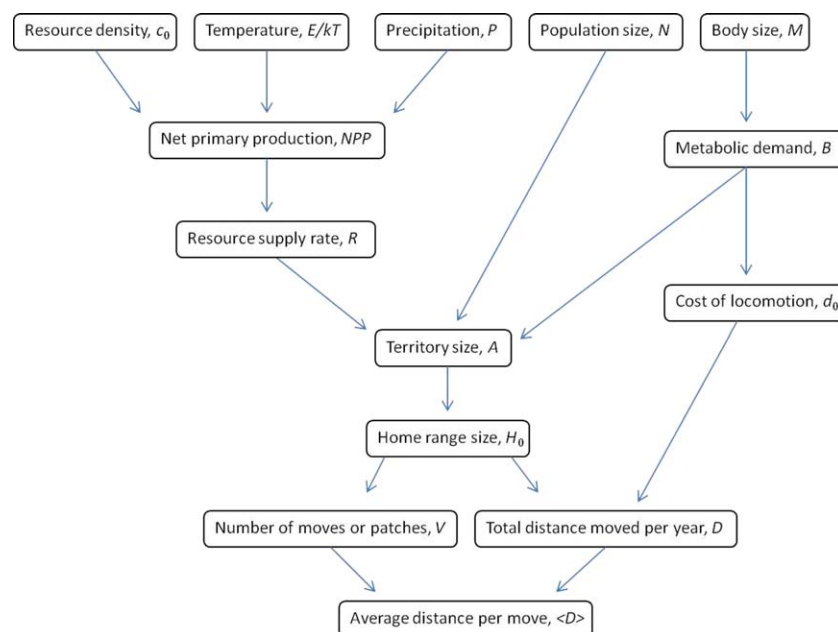 Resource density, c₀
Temperature, E/kT
Precipitation, P
Population size, N
Body size, M
Net primary production, NPP
Metabolic demand, B
Resource supply rate, R
Cost of locomotion, d₀
Territory size, A
Home range size, H₀
Number of moves or patches, V
Total distance moved per year, D
Average distance per move, <D>